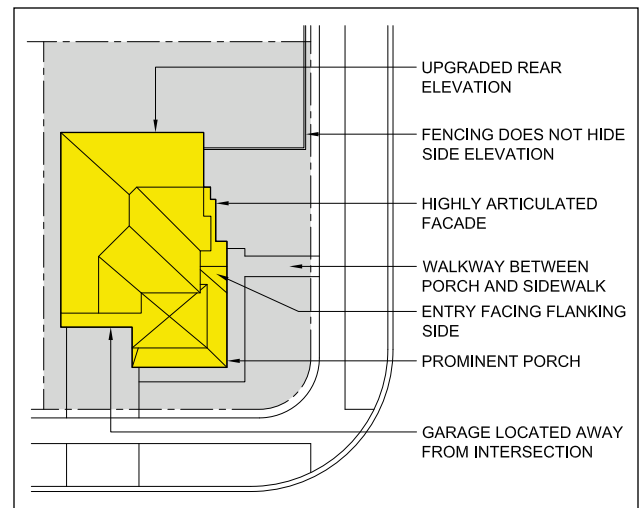 UPGRADED REAR
ELEVATION
FENCING DOES NOT HIDE
SIDE ELEVATION
HIGHLY ARTICULATED
FACADE
WALKWAY BETWEEN
PORCH AND SIDEWALK
ENTRY FACING FLANKING
SIDE
PROMINENT PORCH
GARAGE LOCATED AWAY
FROM INTERSECTION